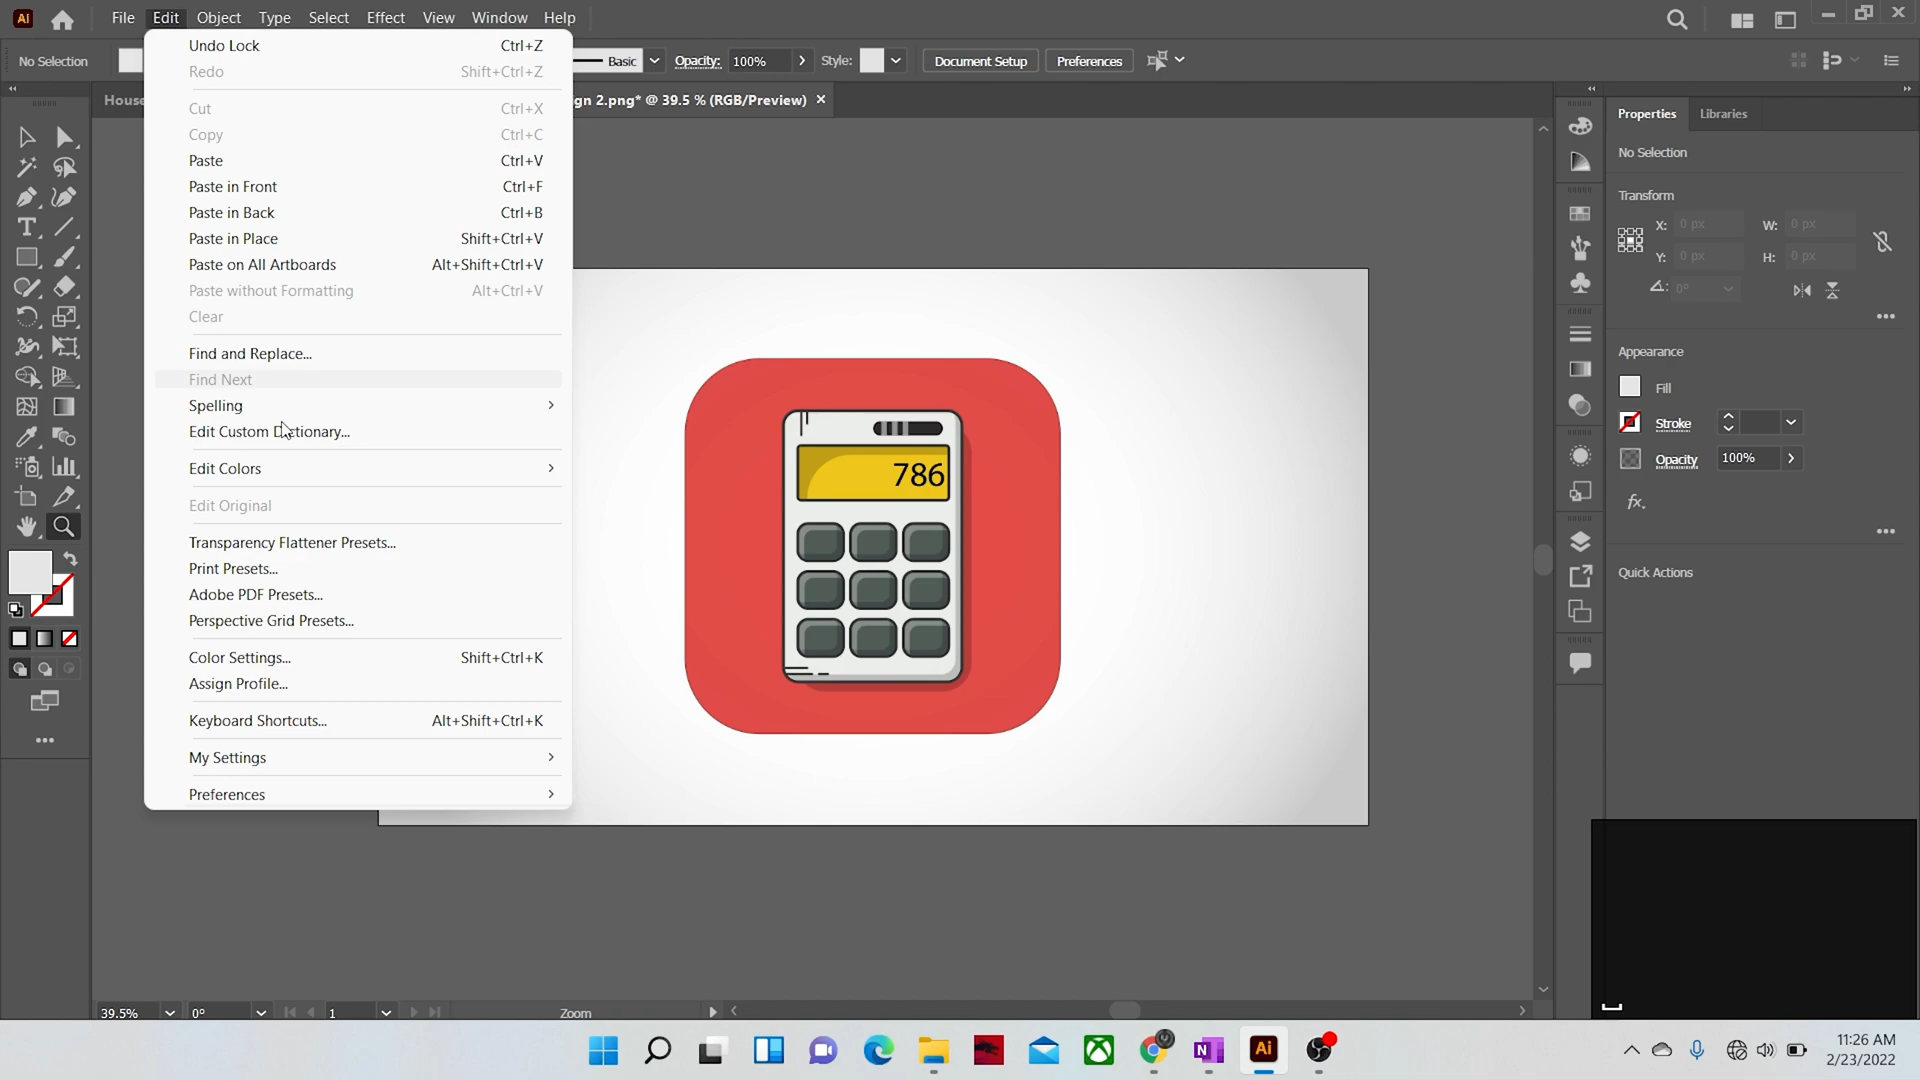 Ai File Edit Object Type Select Effect View Window Help
No Selection Basic Opacity: 100% Style: Document Setup Preferences
House gn 2.png* @ 39.5 % (RGB/Preview) ×
Undo Lock Ctrl+Z
Redo Shift+Ctrl+Z
Cut Ctrl+X
Copy Ctrl+C
Paste Ctrl+V
Paste in Front Ctrl+F
Paste in Back Ctrl+B
Paste in Place Shift+Ctrl+V
Paste on All Artboards Alt+Shift+Ctrl+V
Paste without Formatting Alt+Ctrl+V
Clear
Find and Replace...
Find Next
Spelling
Edit Custom Dictionary...
Edit Colors
Edit Original
Transparency Flattener Presets...
Print Presets...
Adobe PDF Presets...
Perspective Grid Presets...
Color Settings... Shift+Ctrl+K
Assign Profile...
Keyboard Shortcuts... Alt+Shift+Ctrl+K
My Settings
Preferences
786
Properties Libraries
No Selection
Transform
X: 0 px W: 0 px
Y: 0 px H: 0 px
0°
Appearance
Fill
Stroke
Opacity 100%
fx.
Quick Actions
39.5% 0° 1 Zoom
Ai
11:26 AM
2/23/2022